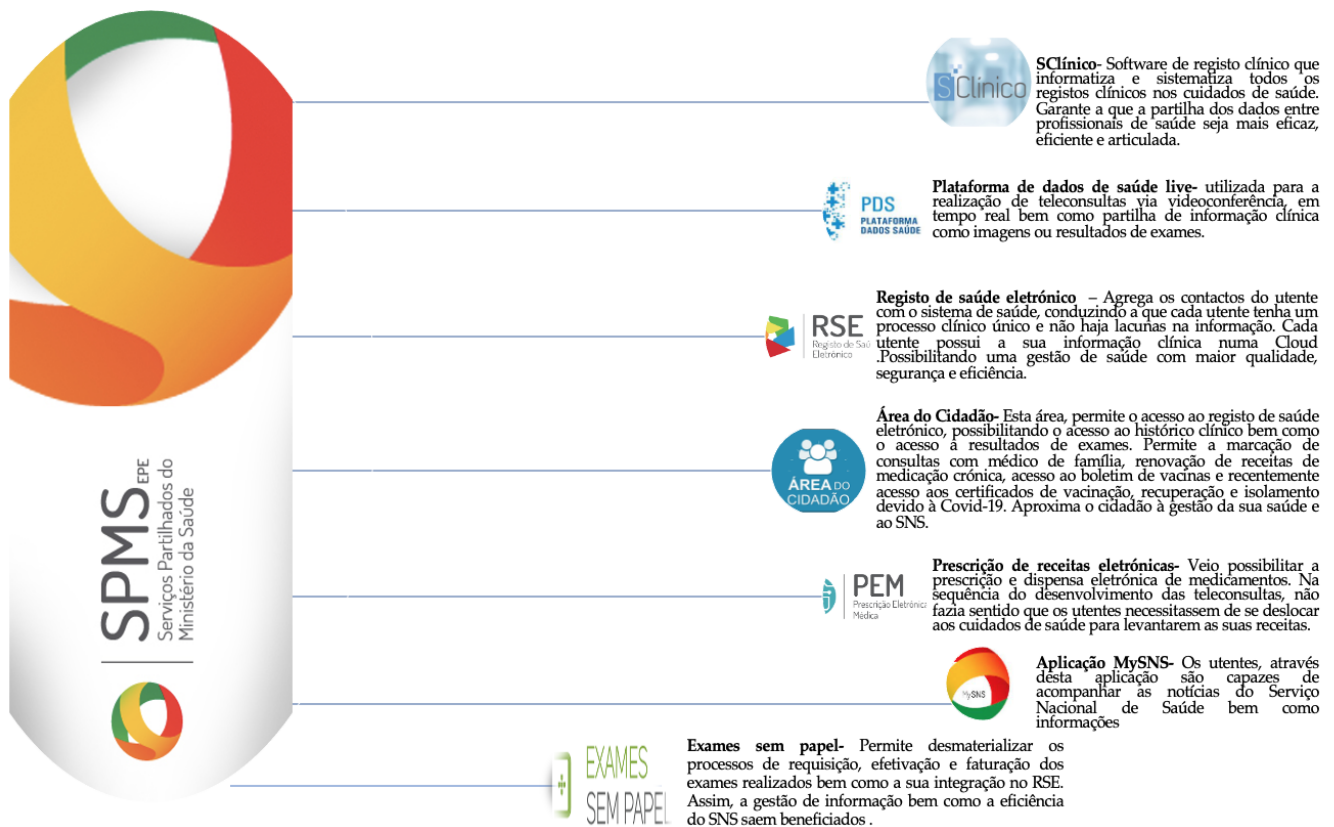 SClínico
SClínico- Software de registo clínico que
informatiza e sistematiza todos os
registos clínicos nos cuidados de saúde.
Garante a que a partilha dos dados entre
profissionais de saúde seja mais eficaz,
eficiente e articulada.
PDS
PLATAFORMA
DADOS SAÚDE
Plataforma de dados de saúde live- utilizada para a
realização de teleconsultas via videoconferência, em
tempo real bem como partilha de informação clínica
como imagens ou resultados de exames.
RSE
Registo de Saú
Eletrónico
Registo de saúde eletrónico – Agrega os contactos do utente
com o sistema de saúde, conduzindo a que cada utente tenha um
processo clínico único e não haja lacunas na informação. Cada
utente possui a sua informação clínica numa Cloud
.Possibilitando uma gestão de saúde com maior qualidade,
segurança e eficiência.
ÁREA DO
CIDADÃO
Área do Cidadão- Esta área, permite o acesso ao registo de saúde
eletrónico, possibilitando o acesso ao histórico clínico bem como
o acesso a resultados de exames. Permite a marcação de
consultas com médico de família, renovação de receitas de
medicação crónica, acesso ao boletim de vacinas e recentemente
acesso aos certificados de vacinação, recuperação e isolamento
devido à Covid-19. Aproxima o cidadão à gestão da sua saúde e
ao SNS.
SPMS EPE
Serviços Partilhados do
Ministério da Saúde
PEM
Prescrição Eletrónica
Médica
Prescrição de receitas eletrónicas- Veio possibilitar a
prescrição e dispensa eletrónica de medicamentos. Na
sequência do desenvolvimento das teleconsultas, não
fazia sentido que os utentes necessitassem de se deslocar
aos cuidados de saúde para levantarem as suas receitas.
MySNS
Aplicação MySNS- Os utentes, através
desta aplicação são capazes de
acompanhar as notícias do Serviço
Nacional de Saúde bem como
informações
EXAMES
SEM PAPEL
Exames sem papel- Permite desmaterializar os
processos de requisição, efetivação e faturação dos
exames realizados bem como a sua integração no RSE.
Assim, a gestão de informação bem como a eficiência
do SNS saem beneficiados .